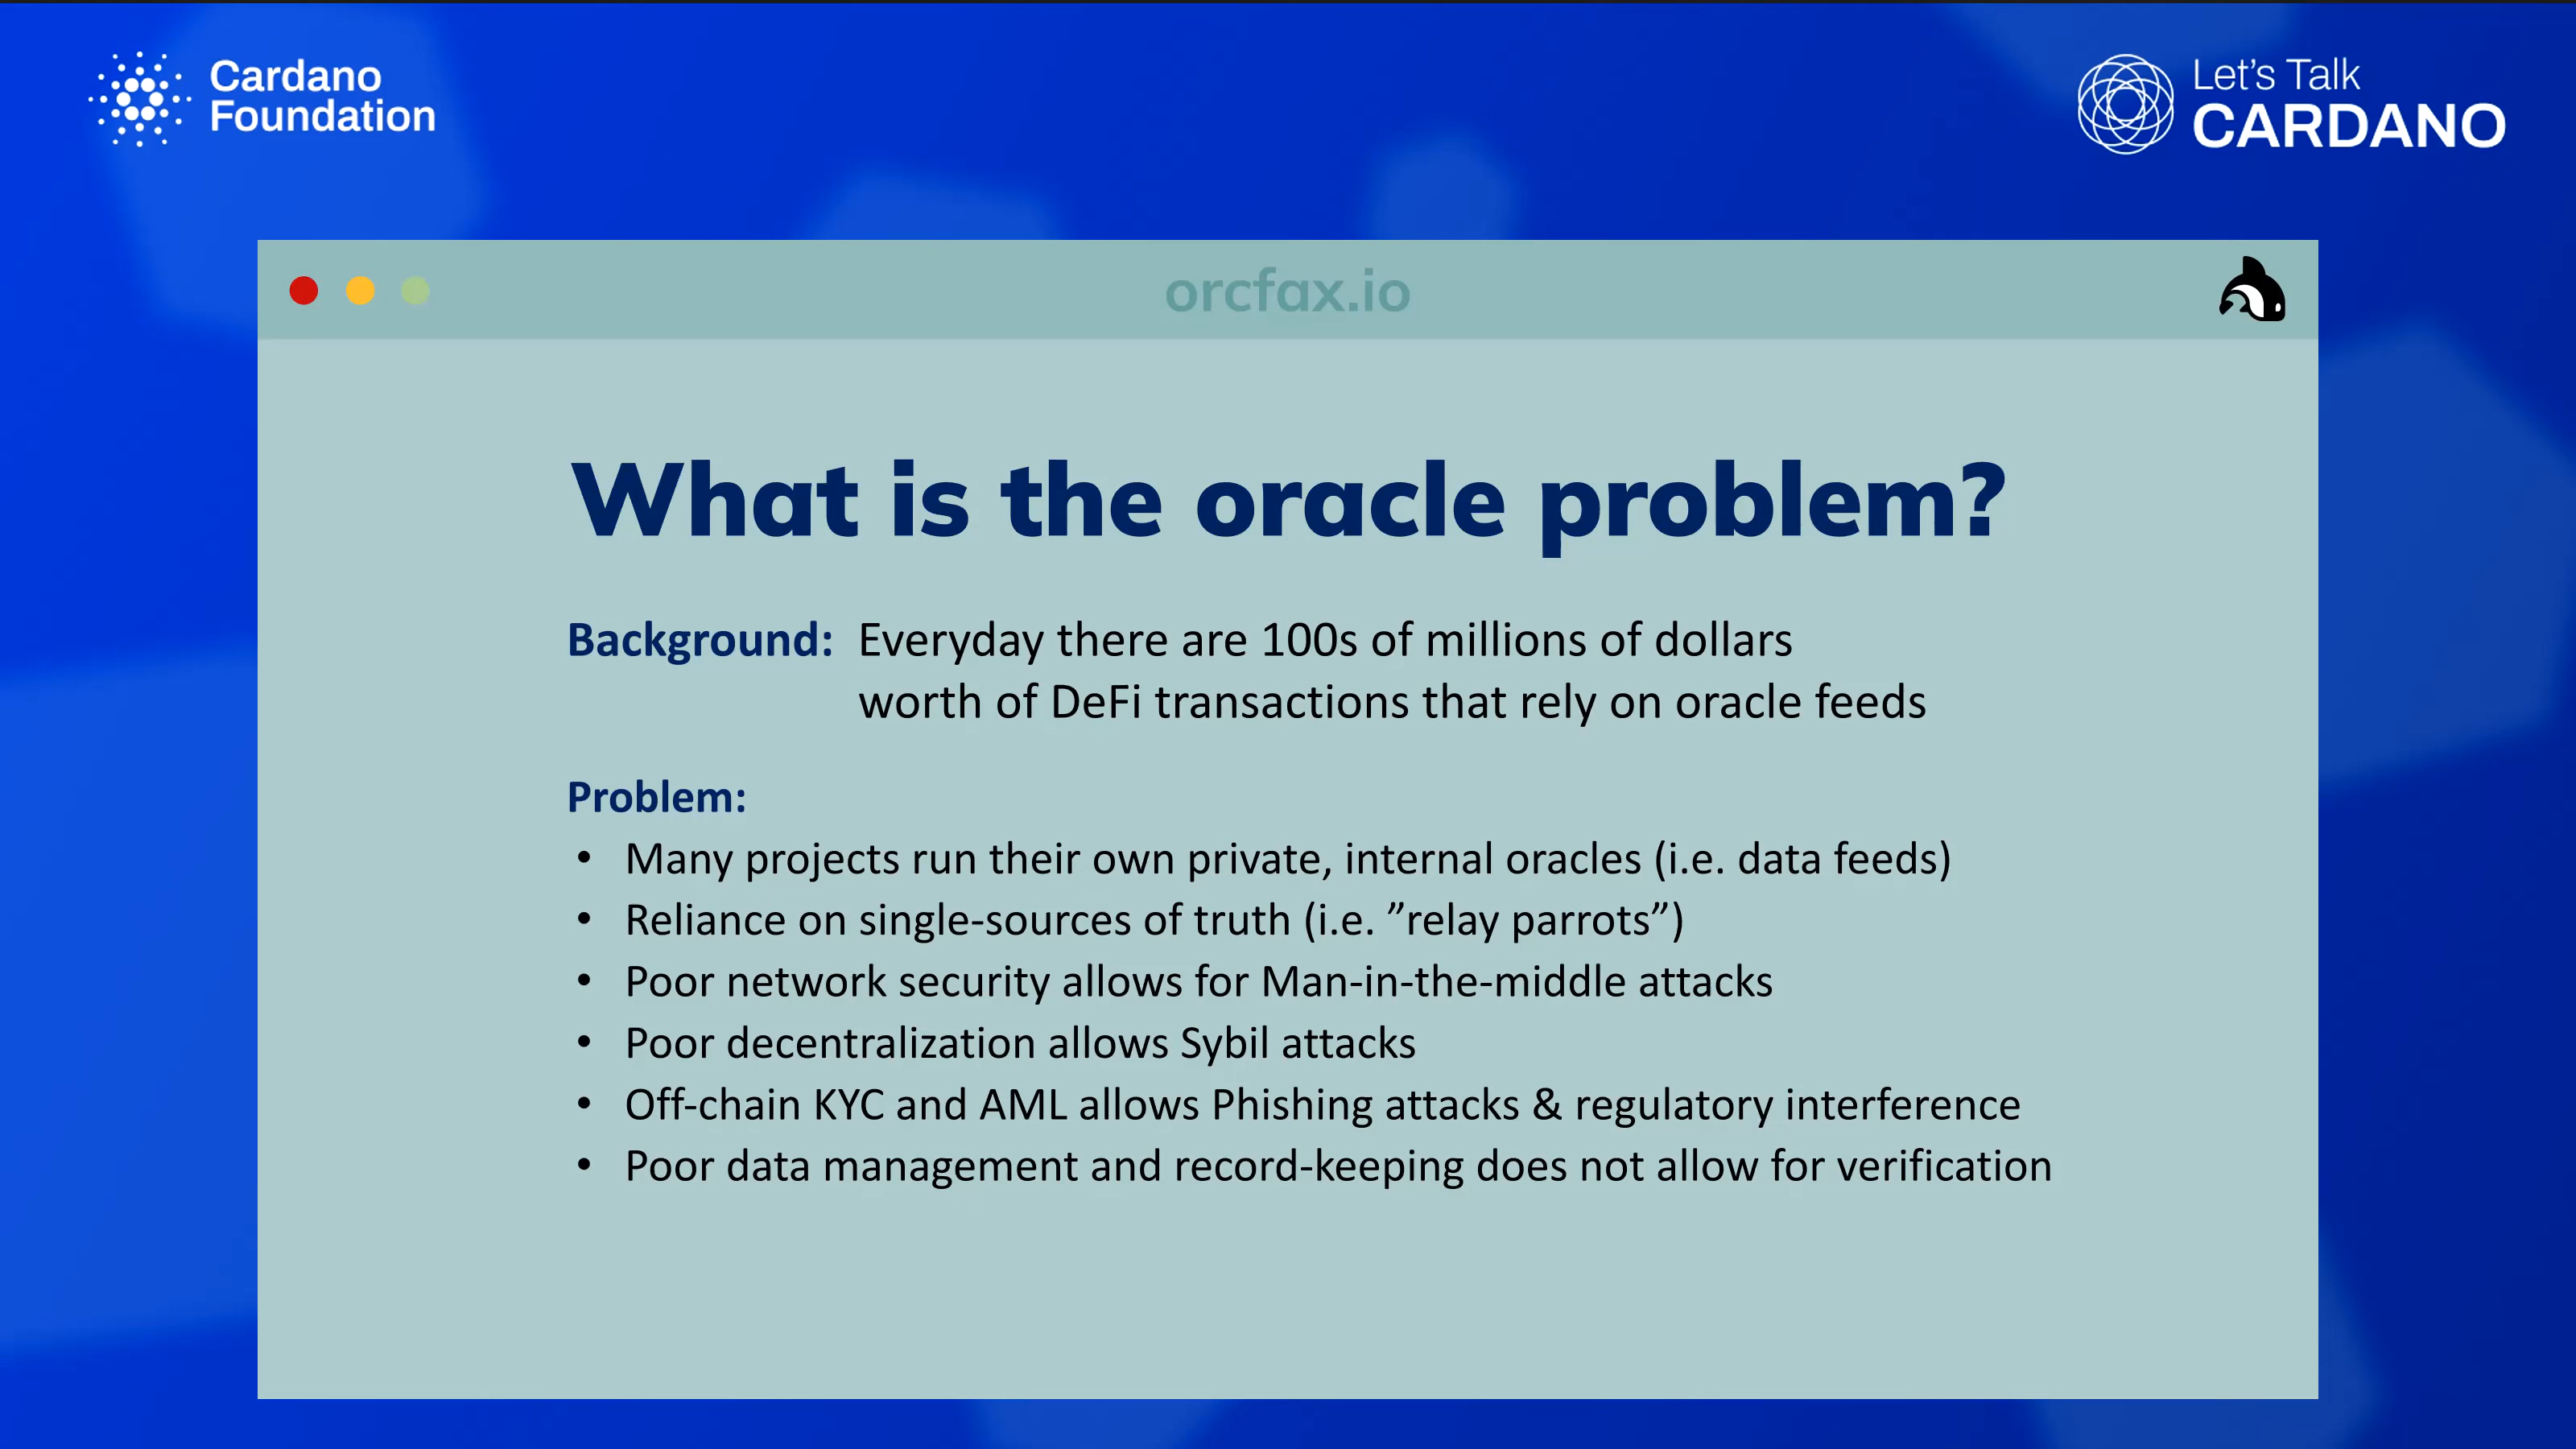 Cardano
Foundation
Let's Talk
CARDANO
orcfax.io
What is the oracle problem?
Background: Everyday there are 100s of millions of dollars
worth of DeFi transactions that rely on oracle feeds
Problem:
• Many projects run their own private, internal oracles (i.e. data feeds)
• Reliance on single-sources of truth (i.e. ”relay parrots”)
• Poor network security allows for Man-in-the-middle attacks
• Poor decentralization allows Sybil attacks
• Off-chain KYC and AML allows Phishing attacks & regulatory interference
• Poor data management and record-keeping does not allow for verification